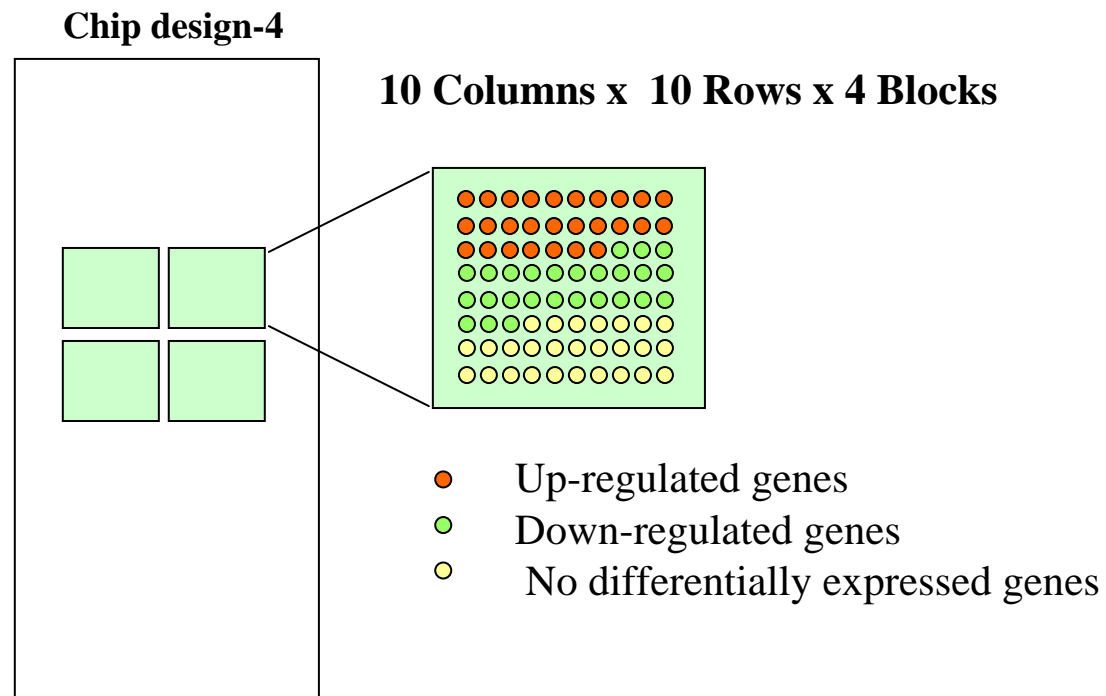 Chip design-4
10 Columns x 10 Rows x 4 Blocks
Up-regulated genes
Down-regulated genes
No differentially expressed genes